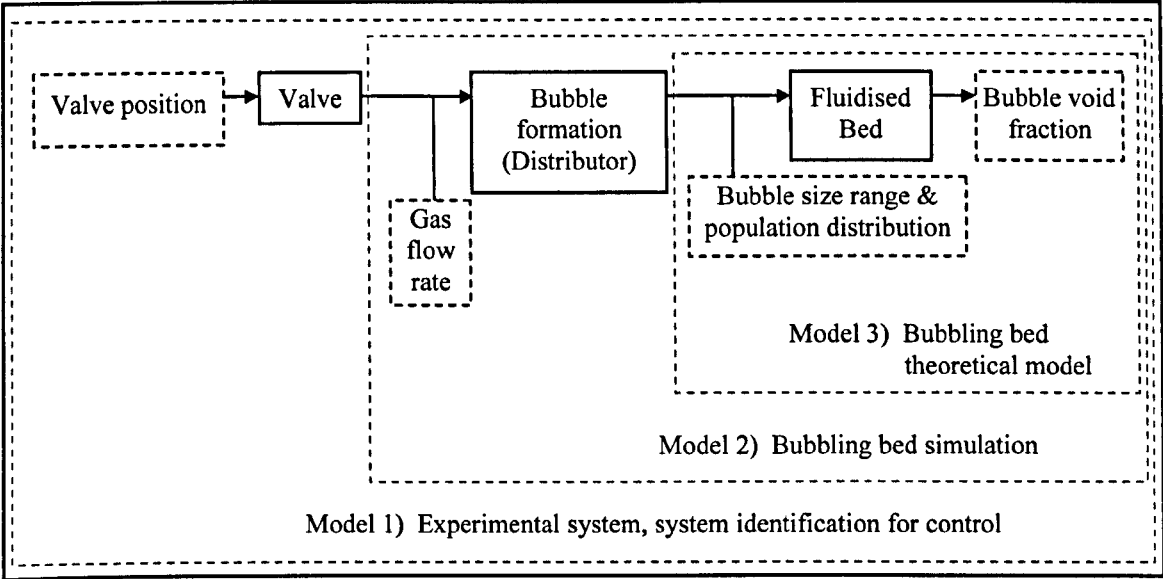 Valve position
Valve
Bubble
formation
(Distributor)
Fluidised
Bed
Bubble void
fraction
Gas
flow
rate
Bubble size range &
population distribution
Model 3) Bubbling bed
theoretical model
Model 2) Bubbling bed simulation
Model 1) Experimental system, system identification for control